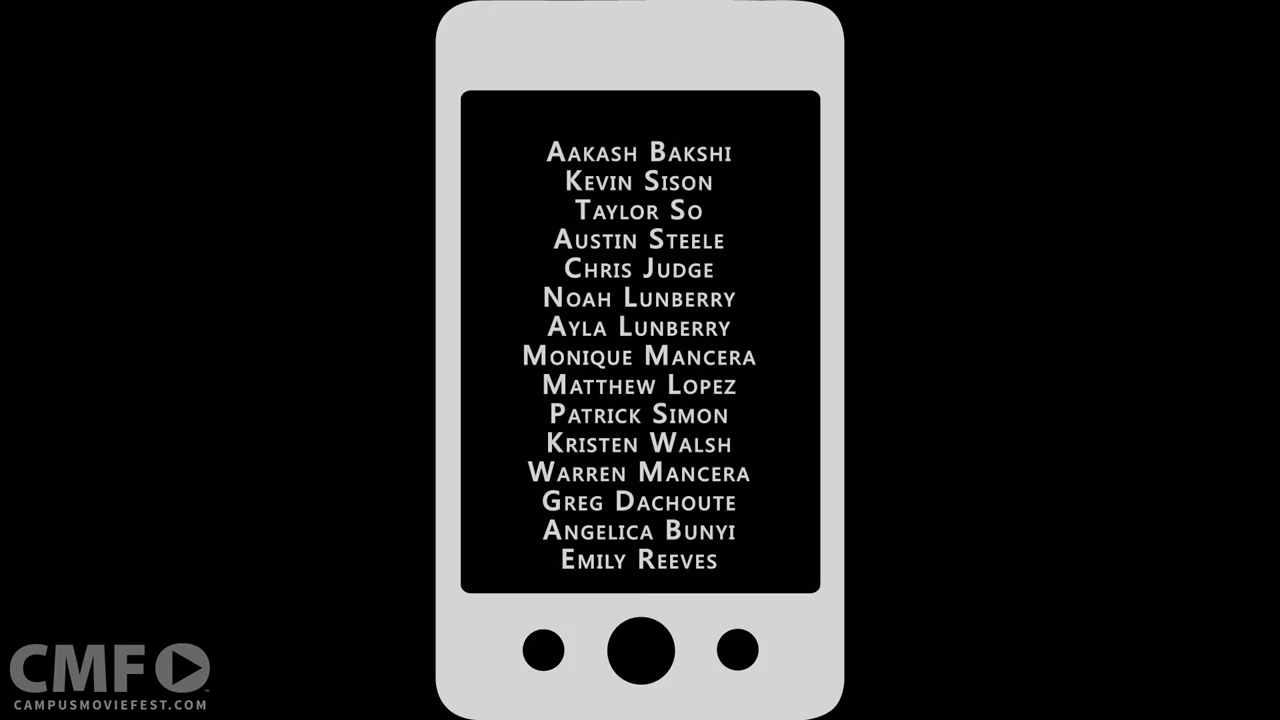 AAKASH BAKSHI
KEVIN SISON
TAYLOR SO
AUSTIN STEELE
CHRIS JUDGE
NOAH LUNBERRY
AYLA LUNBERRY
MONIQUE MANCERA
MATTHEW LOPEZ
PATRICK SIMON
KRISTEN WALSH
WARREN MANCERA
GREG DACHOUTE
ANGELICA BUNYI
EMILY REEVES
CMF
CAMPUSMOVIEFEST.COM